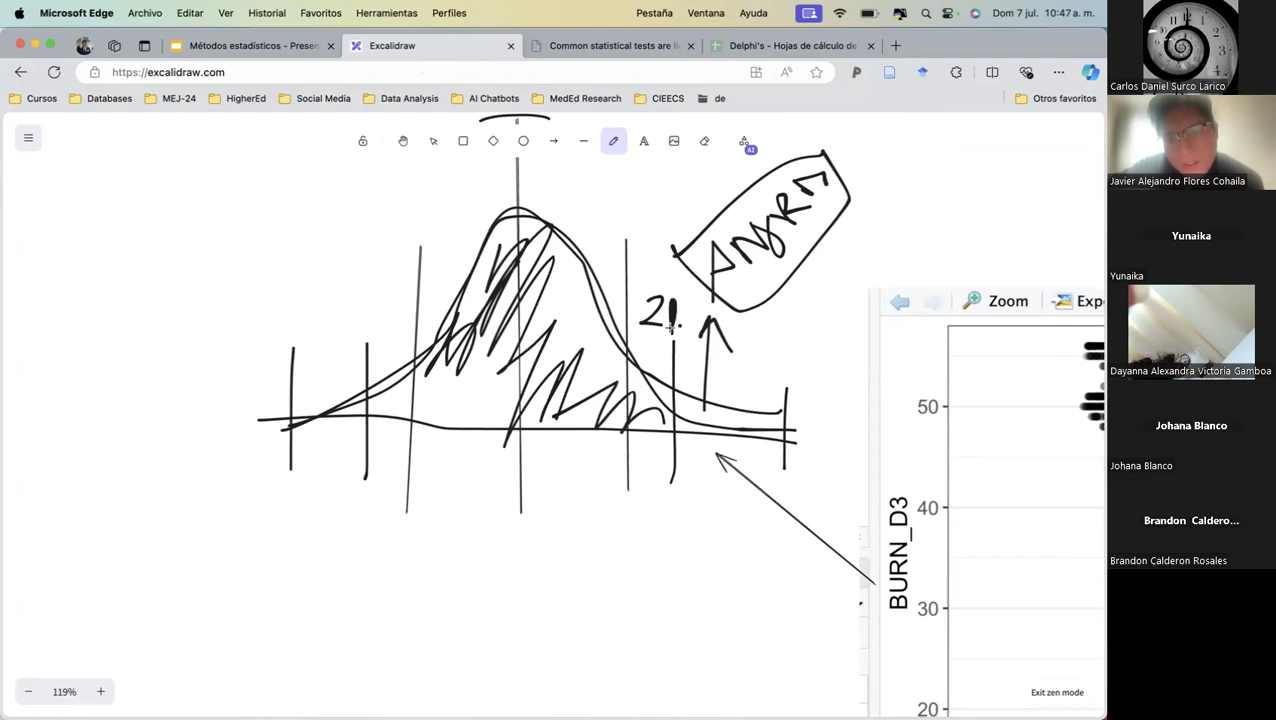 Microsoft Edge Archivo Editar Ver Historial Favoritos Herramientas Perfiles Pestaña Ventana Ayuda Dom 7 jul. 10:47 a. m.
Métodos estadísticos - Presen Excalidraw Common statistical tests are li Delphi's - Hojas de cálculo de
https://excalidraw.com
Cursos Databases MEJ-24 HigherEd Social Media Data Analysis AI Chatbots MedEd Research CIEECS de Otros favoritos
AI
21
Zoom Exp
50
40
30
20
BURN_D3
119%
Exit zen mode
Carlos Daniel Surco Larico
Javier Alejandro Flores Cohaila
Yunaika
Yunaika
Dayanna Alexandra Victoria Gamboa
Johana Blanco
Johana Blanco
Brandon Caldero...
Brandon Calderon Rosales